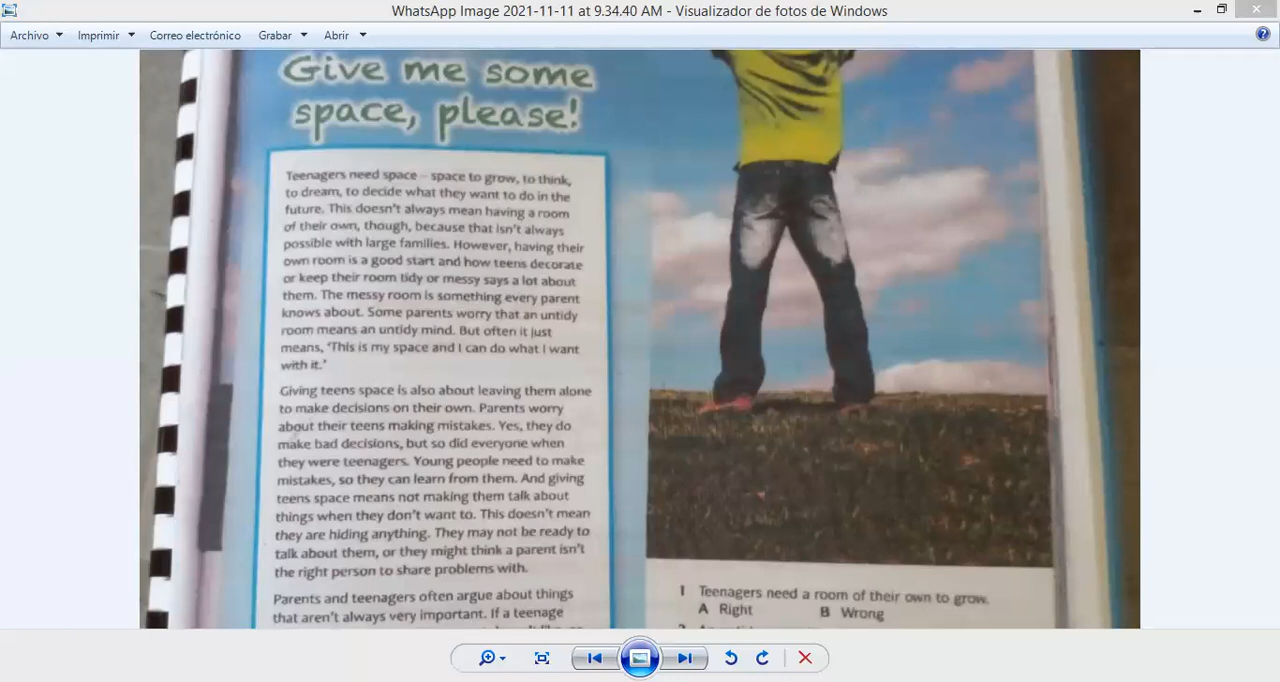 WhatsApp Image 2021-11-11 at 9.34.40 AM - Visualizador de fotos de Windows
Archivo Imprimir Correo electrónico Grabar Abrir
Give me some
space, please!
Teenagers need space – space to grow, to think,
to dream, to decide what they want to do in the
future. This doesn't always mean having a room
of their own, though, because that isn't always
possible with large families. However, having their
own room is a good start and how teens decorate
or keep their room tidy or messy says a lot about
them. The messy room is something every parent
knows about. Some parents worry that an untidy
room means an untidy mind. But often it just
means, 'This is my space and I can do what I want
with it.'
Giving teens space is also about leaving them alone
to make decisions on their own. Parents worry
about their teens making mistakes. Yes, they do
make bad decisions, but so did everyone when
they were teenagers. Young people need to make
mistakes, so they can learn from them. And giving
teens space means not making them talk about
things when they don't want to. This doesn't mean
they are hiding anything. They may not be ready to
talk about them, or they might think a parent isn't
the right person to share problems with.
Parents and teenagers often argue about things
that aren't always very important. If a teenage
1 Teenagers need a room of their own to grow.
A Right B Wrong